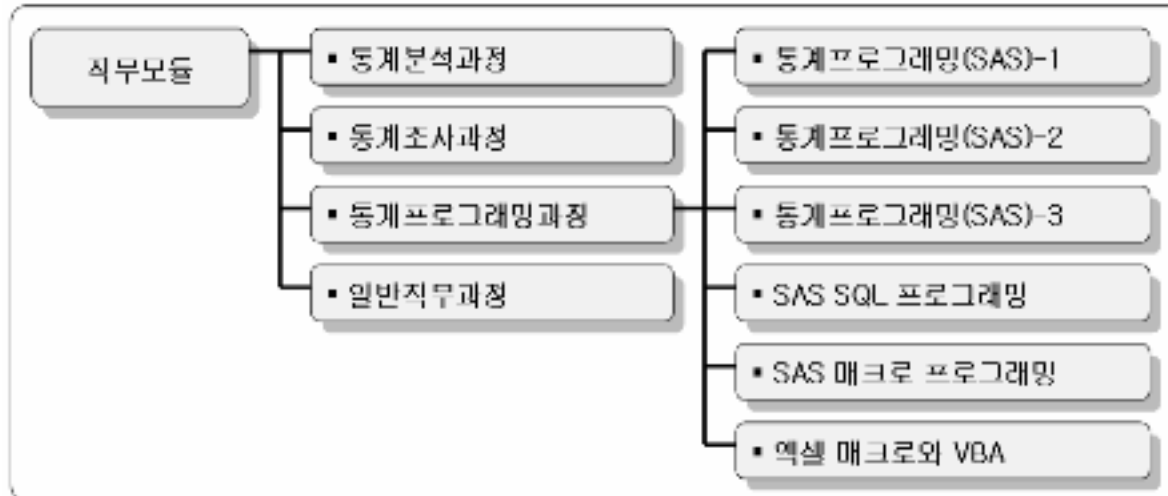 직무모듈
▪ 통계분석과정
▪ 통계조사과정
▪ 통계프로그래밍과정
▪ 일반직무과정
▪ 통계프로그래밍(SAS)-1
▪ 통계프로그래밍(SAS)-2
▪ 통계프로그래밍(SAS)-3
▪ SAS SQL 프로그래밍
▪ SAS 매크로 프로그래밍
▪ 엑셀 매크로와 VBA